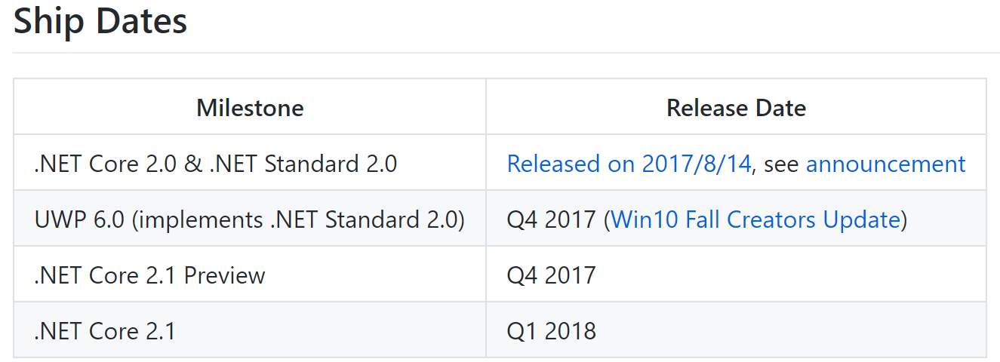 Ship Dates
Milestone
Release Date
.NET Core 2.0 & .NET Standard 2.0
Released on 2017/8/14, see announcement
UWP 6.0 (implements .NET Standard 2.0)
Q4 2017 (Win10 Fall Creators Update)
.NET Core 2.1 Preview
Q4 2017
.NET Core 2.1
Q1 2018